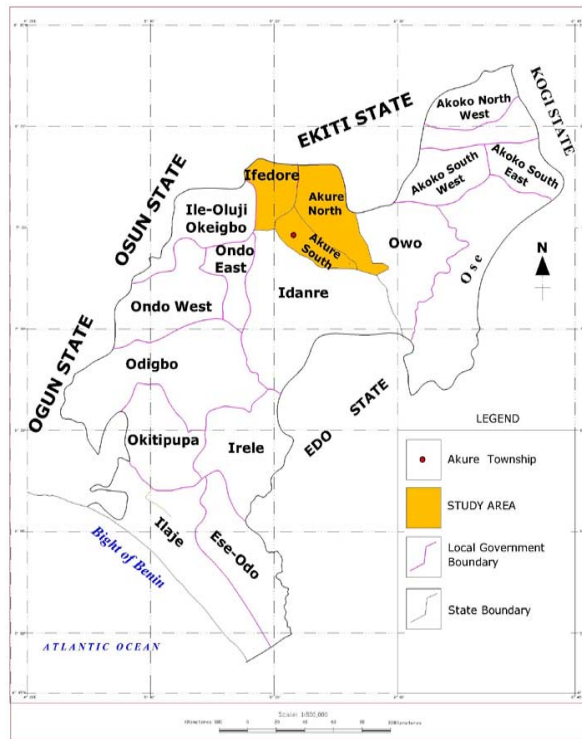 KOGI STATE
Akoko North
West
EKITI STATE
Akoko South
West
Akoko South
East
Ifedore
Akure
North
OSUN STATE
Ile-Oluji
Okeigbo
Ondo
East
Akure
South
Owo
Ose
N
Idanre
Ondo West
OGUN STATE
Odigbo
EDO STATE
Okitipupa
Irele
Ilaje
Ese-Odo
Bight of Benin
ATLANTIC OCEAN
LEGEND
Akure Township
STUDY AREA
Local Government
Boundary
State Boundary